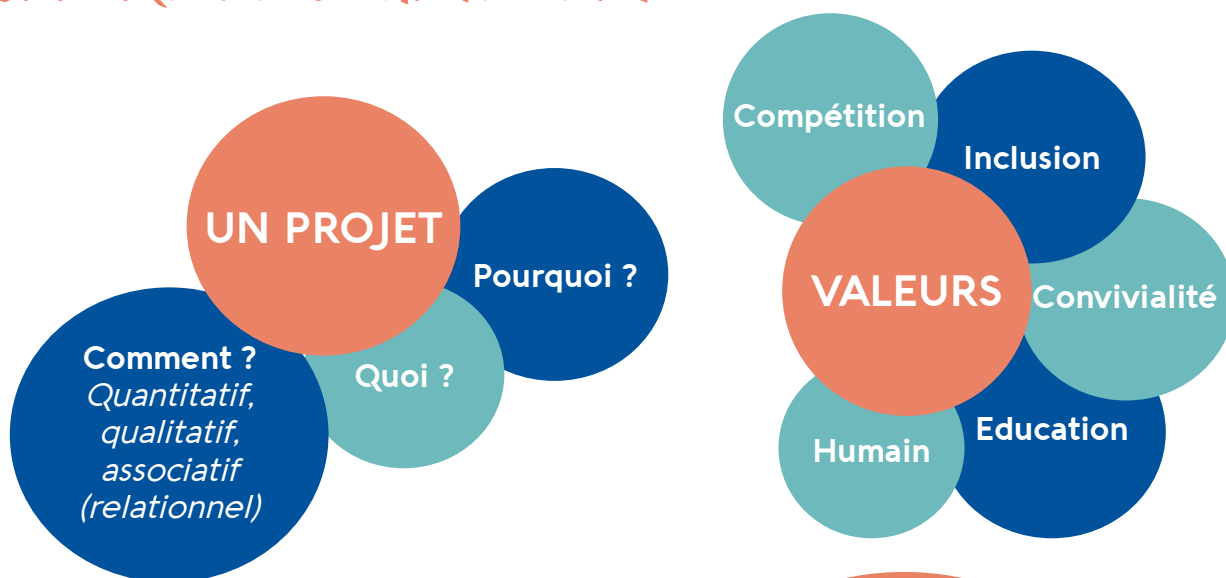 UN PROJET
Pourquoi ?
Quoi ?
Comment ?
Quantitatif,
qualitatif,
associatif
(relationnel)
Compétition
Inclusion
VALEURS
Convivialité
Education
Humain